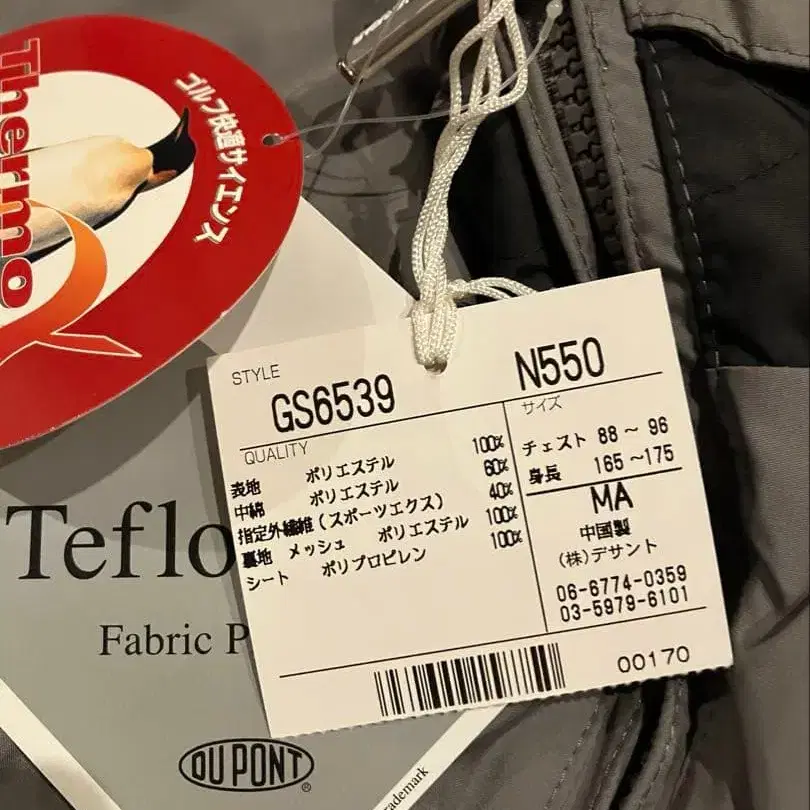 Thermo
ゴルフ快適サイエンス
STYLE
GS6539 N550
QUALITY
表地 ポリエステル 100%
中綿 ポリエステル 60%
指定外繊維(スポーツエクス) 40%
裏地 メッシュ ポリエステル 100%
シート ポリプロピレン 100%
サイズ
チェスト 88～96
身長 165～175
MA
中国製
(株)デサント
06-6774-0359
03-5979-6101
00170
Teflo
Fabric P
DU PONT®
trademark